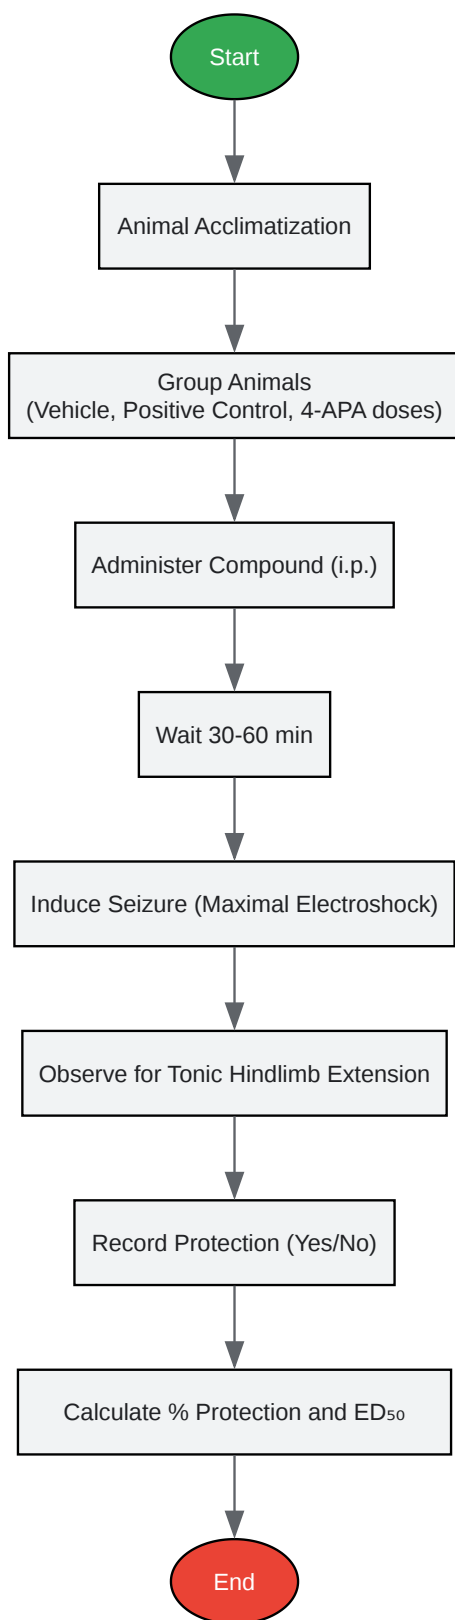 Start
Animal Acclimatization
Group Animals
(Vehicle, Positive Control, 4-APA doses)
Administer Compound (i.p.)
Wait 30-60 min
Induce Seizure (Maximal Electroshock)
Observe for Tonic Hindlimb Extension
Record Protection (Yes/No)
Calculate % Protection and ED₅₀
End